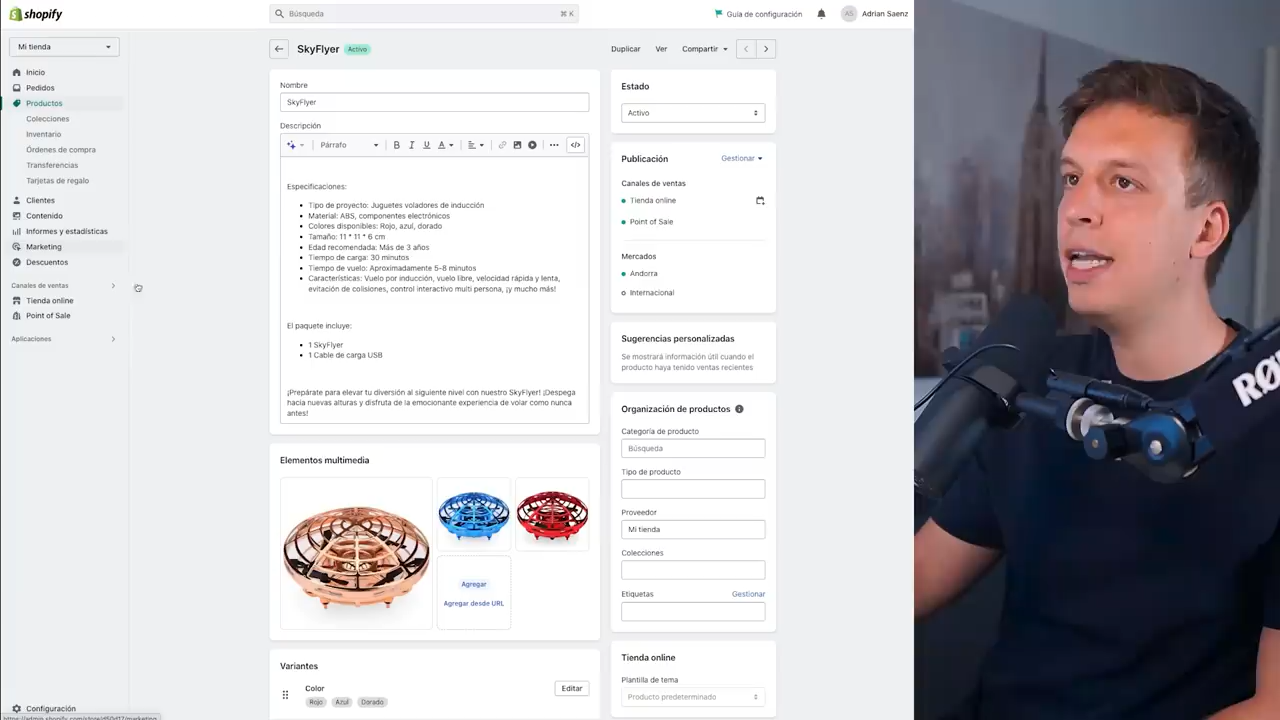 shopify
Búsqueda
⌘ K
Guía de configuración
AS
Adrian Saenz
Mi tienda
Inicio
Pedidos
Productos
Colecciones
Inventario
Órdenes de compra
Transferencias
Tarjetas de regalo
Clientes
Contenido
Informes y estadísticas
Marketing
Descuentos
Canales de ventas
Tienda online
Point of Sale
Aplicaciones
Configuración
SkyFlyer
Activo
Duplicar
Ver
Compartir
Nombre
SkyFlyer
Descripción
Párrafo
B I U A
</>
Especificaciones:
Tipo de proyecto: Juguetes voladores de inducción
Material: ABS, componentes electrónicos
Colores disponibles: Rojo, azul, dorado
Tamaño: 11 * 11 * 6 cm
Edad recomendada: Más de 3 años
Tiempo de carga: 30 minutos
Tiempo de vuelo: Aproximadamente 5-8 minutos
Características: Vuelo por inducción, vuelo libre, velocidad rápida y lenta,
evitación de colisiones, control interactivo multi persona, ¡y mucho más!
El paquete incluye:
1 SkyFlyer
1 Cable de carga USB
¡Prepárate para elevar tu diversión al siguiente nivel con nuestro SkyFlyer! ¡Despega
hacia nuevas alturas y disfruta de la emocionante experiencia de volar como nunca
antes!
Elementos multimedia
Agregar
Agregar desde URL
Variantes
Color
Editar
Rojo
Azul
Dorado
Estado
Activo
Publicación
Gestionar
Canales de ventas
Tienda online
Point of Sale
Mercados
Andorra
Internacional
Sugerencias personalizadas
Se mostrará información útil cuando el
producto haya tenido ventas recientes
Organización de productos
Categoría de producto
Búsqueda
Tipo de producto
Proveedor
Mi tienda
Colecciones
Etiquetas
Gestionar
Tienda online
Plantilla de tema
Producto predeterminado
RØ